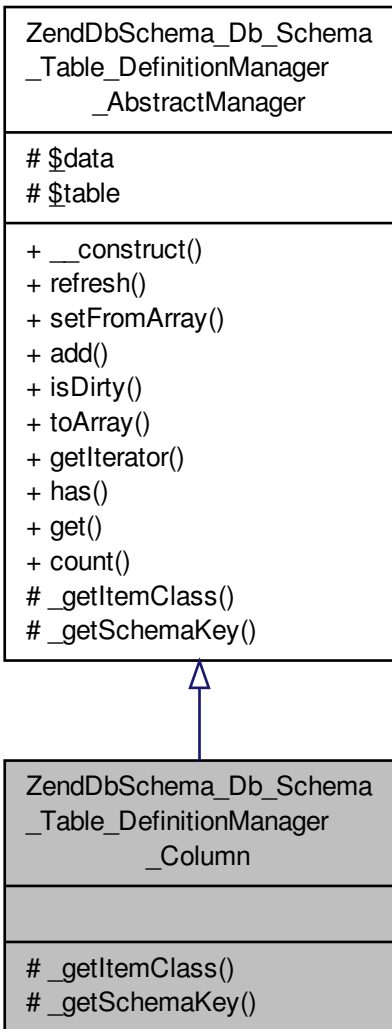 ZendDbSchema_Db_Schema
_Table_DefinitionManager
_AbstractManager
# $data
# $table
+ __construct()
+ refresh()
+ setFromArray()
+ add()
+ isDirty()
+ toArray()
+ getIterator()
+ has()
+ get()
+ count()
# _getItemClass()
# _getSchemaKey()
ZendDbSchema_Db_Schema
_Table_DefinitionManager
_Column
# _getItemClass()
# _getSchemaKey()